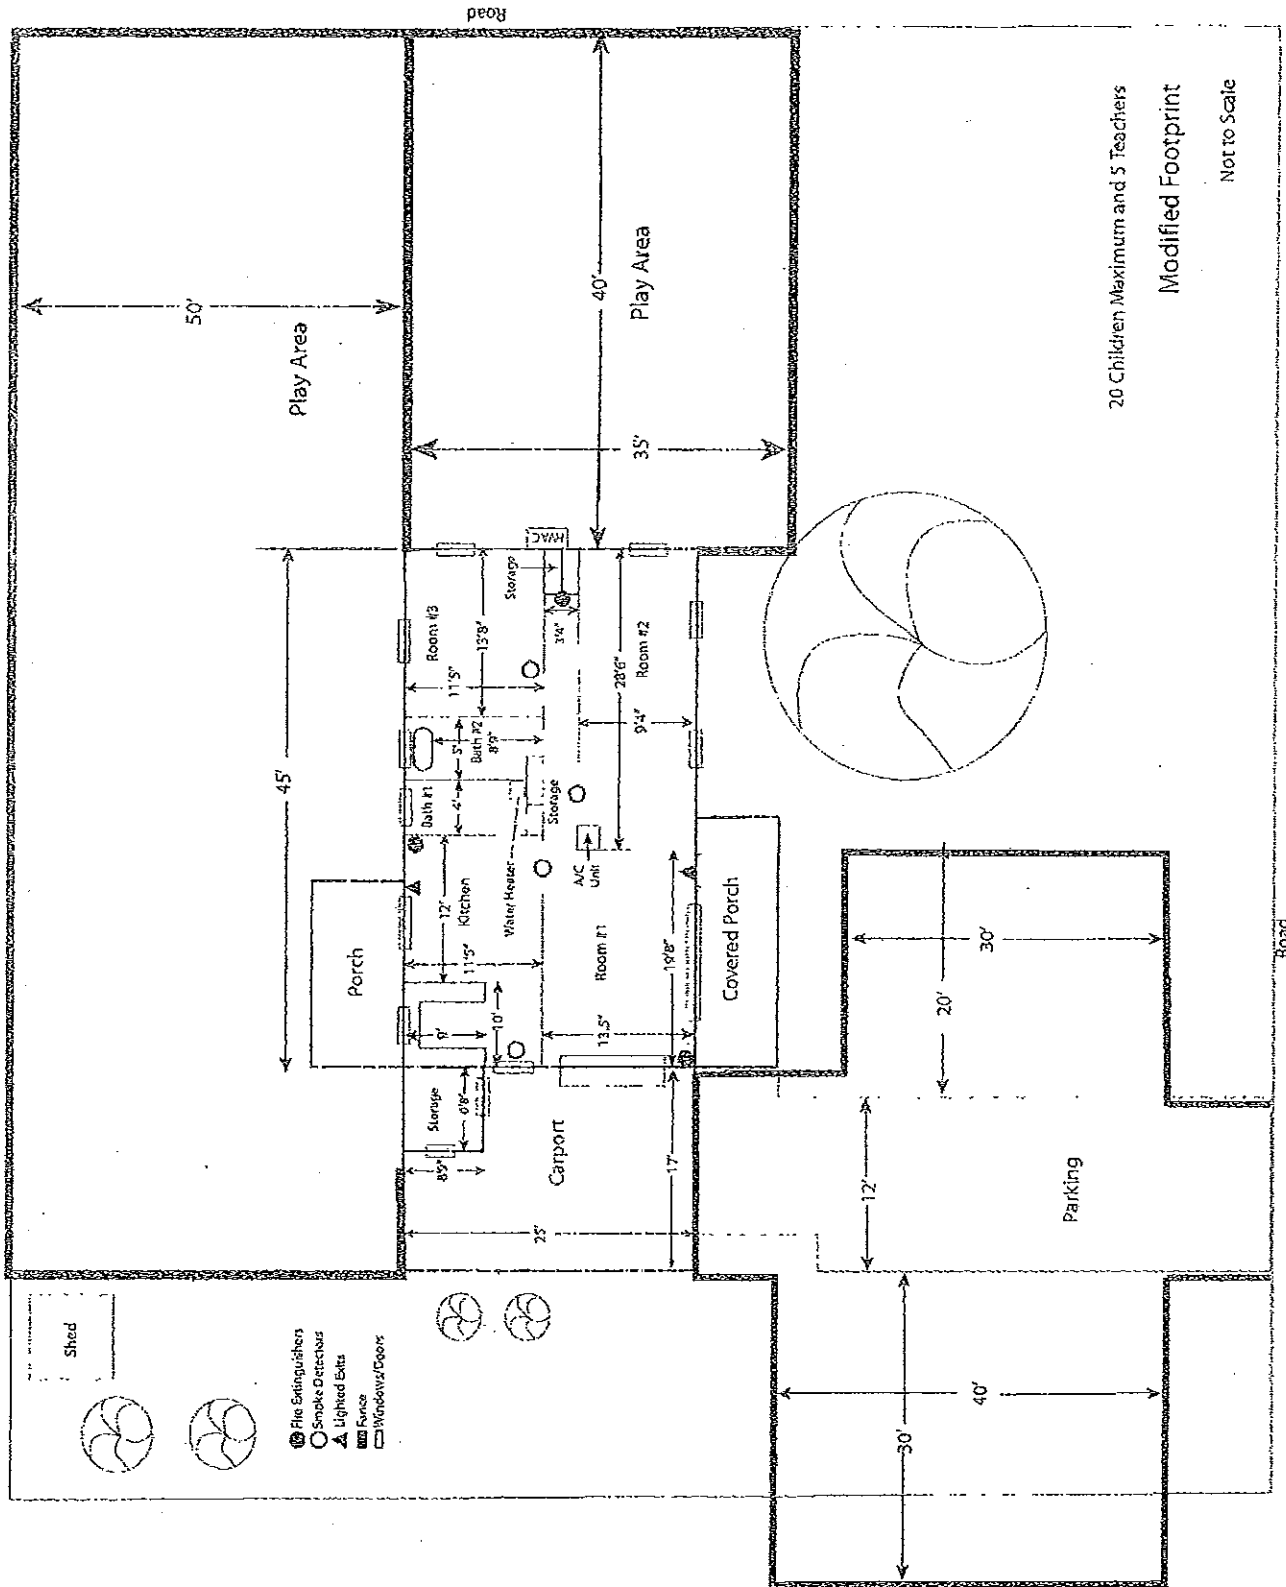 Road
50'
Play Area
40'
Play Area
35'
20 Children Maximum and 5 Teachers
Modified Footprint
Not to Scale
45'
HVAC
Storage
Room #3
13'8"
11'5"
3'4"
Room #2
28'6"
9'4"
Bath #2
5'
8'9"
Bath #1
4'
Storage
Water Heater
A/C
Unit
Porch
Kitchen
12'
11'5"
Room #1
19'8"
13.5"
10'
9'
Covered Porch
Storage
6'8"
8'9"
Carport
17'
25'
30'
20'
Road
12'
Parking
40'
30'
Shed
Fire Extinguishers
Smoke Detectors
Lighted Exits
Fence
Windows/Doors